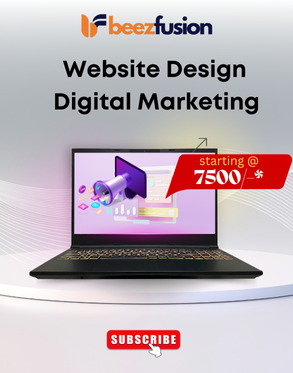 beezfusion
Website Design
Digital Marketing
starting @
7500/-
SUBSCRIBE